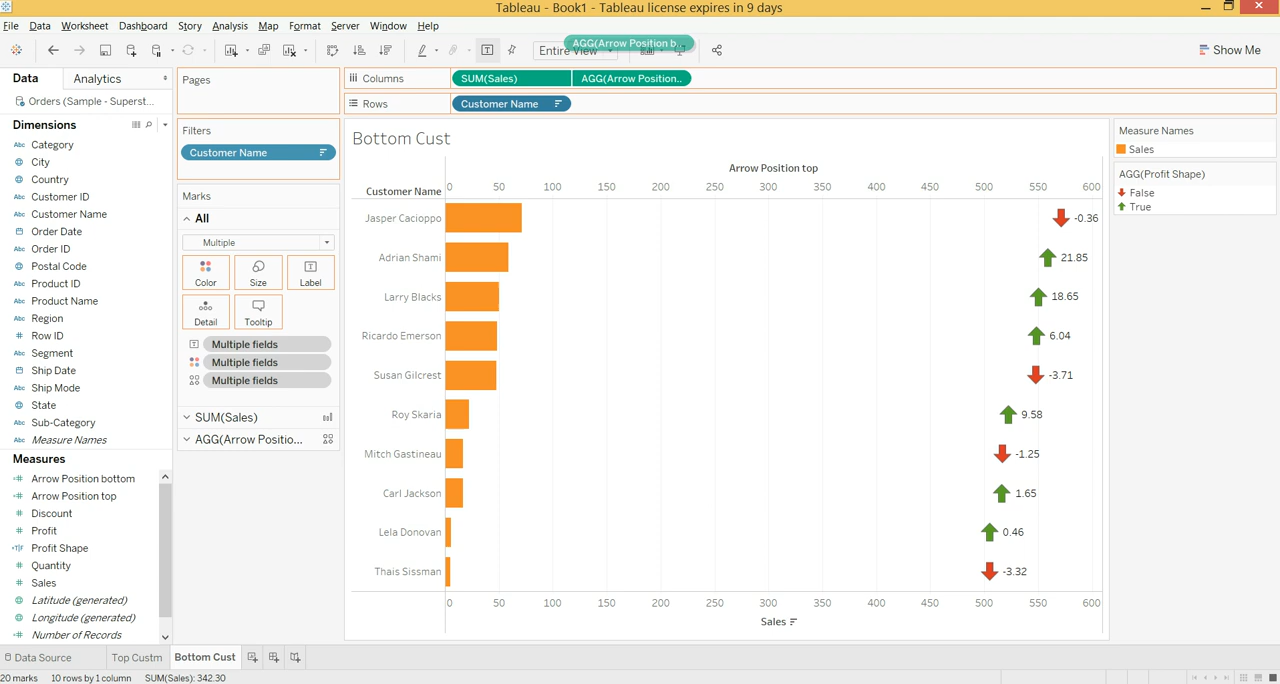 Tableau - Book1 - Tableau license expires in 9 days
File Data Worksheet Dashboard Story Analysis Map Format Server Window Help
Entire View
AGG(Arrow Position b..
Show Me
Data Analytics
Orders (Sample - Superst...
Dimensions
Abc Category
City
Country
Abc Customer ID
Abc Customer Name
Order Date
Abc Order ID
Postal Code
Abc Product ID
Abc Product Name
Abc Region
# Row ID
Abc Segment
Ship Date
Abc Ship Mode
State
Abc Sub-Category
Abc Measure Names
Measures
Arrow Position bottom
Arrow Position top
# Discount
# Profit
Profit Shape
# Quantity
# Sales
Latitude (generated)
Longitude (generated)
Number of Records
Pages
Filters
Customer Name
Marks
All
Multiple
Color Size Label
Detail Tooltip
Multiple fields
Multiple fields
Multiple fields
SUM(Sales)
AGG(Arrow Positio...
Columns SUM(Sales) AGG(Arrow Position..
Rows Customer Name
Bottom Cust
Arrow Position top
Customer Name 0 50 100 150 200 250 300 350 400 450 500 550 600
Jasper Cacioppo -0.36
Adrian Shami 21.85
Larry Blacks 18.65
Ricardo Emerson 6.04
Susan Gilcrest -3.71
Roy Skaria 9.58
Mitch Gastineau -1.25
Carl Jackson 1.65
Lela Donovan 0.46
Thais Sissman -3.32
0 50 100 150 200 250 300 350 400 450 500 550 600
Sales
Measure Names
Sales
AGG(Profit Shape)
False
True
Data Source Top Custm Bottom Cust
20 marks 10 rows by 1 column SUM(Sales): 342.30